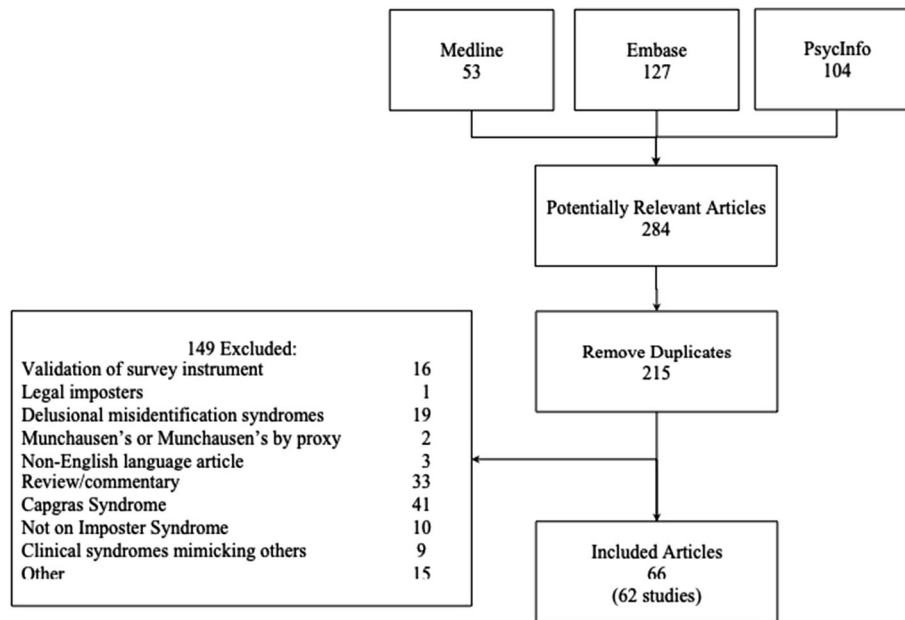 Medline
53
Embase
127
PsycInfo
104
Potentially Relevant Articles
284
Remove Duplicates
215
149 Excluded:
Validation of survey instrument 16
Legal imposters 1
Delusional misidentification syndromes 19
Munchausen's or Munchausen's by proxy 2
Non-English language article 3
Review/commentary 33
Capgras Syndrome 41
Not on Imposter Syndrome 10
Clinical syndromes mimicking others 9
Other 15
Included Articles
66
(62 studies)